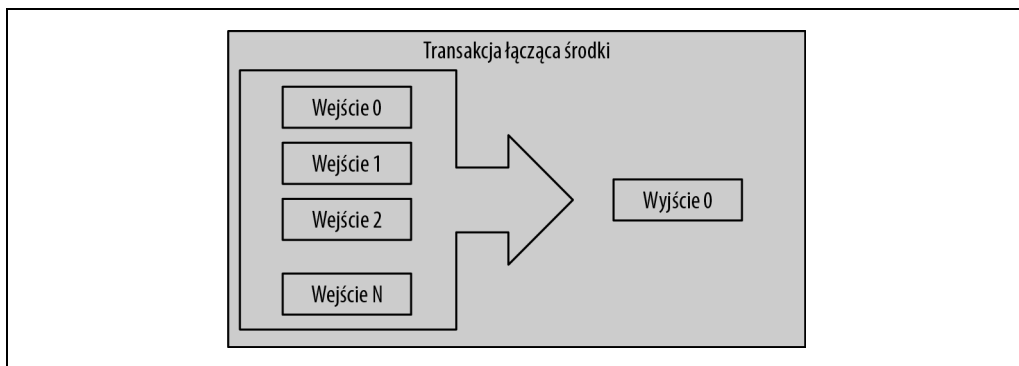 Transakcja łącząca środki
Wejście 0
Wejście 1
Wejście 2
Wejście N
Wyjście 0